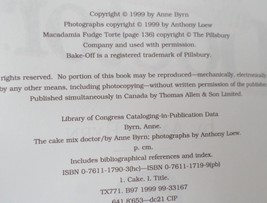 Copyright © 1999 by Anne Byrn
Photographs copyright © 1999 by Anthony Loew
Macadamia Fudge Torte (page 136) copyright © The Pillsbury
Company and used with permission.
Bake-Off is a registered trademark of Pillsbury.
rights reserved. No portion of this book may be reproduced—mechanically, electronically
by any other means, including photocopying—without written permission of the
Published simultaneously in Canada by Thomas Allen & Son Limited.
Library of Congress Cataloging-in-Publication Data
Byrn, Anne.
The cake mix doctor/by Anne Byrn; photographs by Anthony Loew.
p. cm.
Includes bibliographical references and index.
ISBN 0-7611-1790-3(hc)—ISBN 0-7611-1719-9(pb)
1. Cake. I. Title.
TX771. B97 1999 99-33167
641.8'653—dc21 CIP